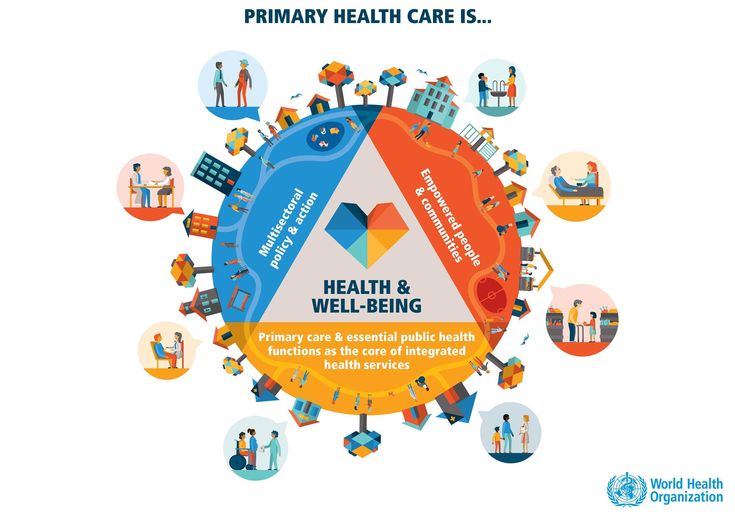 PRIMARY HEALTH CARE IS...
Multisectoral
policy & action
Empowered people
& communities
HEALTH &
WELL-BEING
Primary care & essential public health
functions as the core of integrated
health services
World Health
Organization